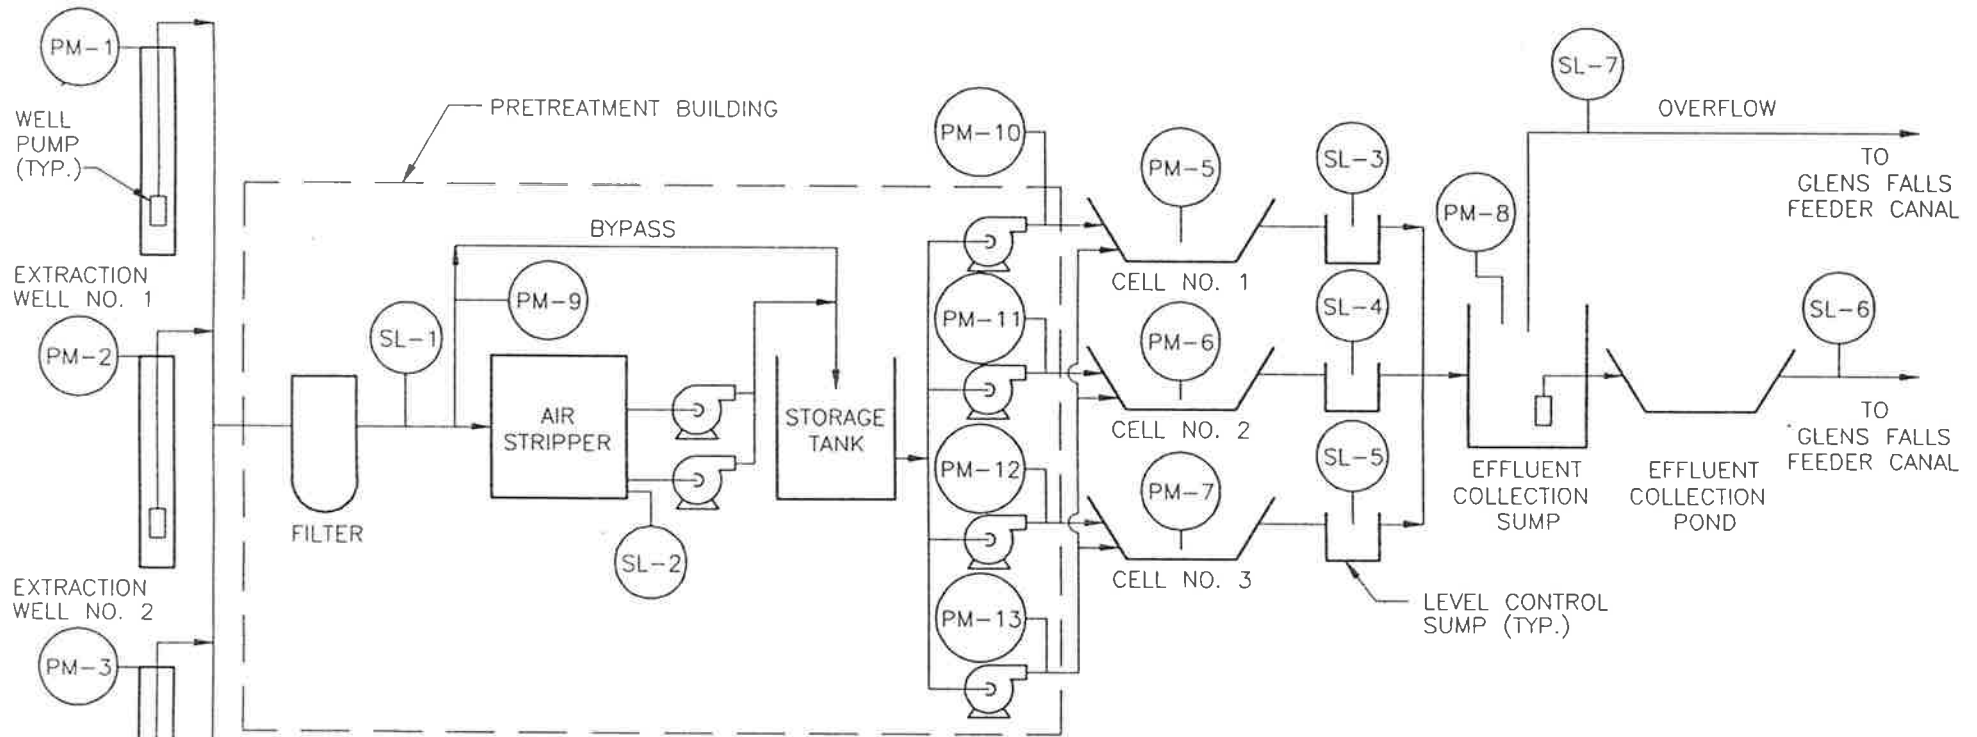 PM-1
WELL
PUMP
(TYP.)
EXTRACTION
WELL NO. 1
PM-2
EXTRACTION
WELL NO. 2
PM-3
PRETREATMENT BUILDING
BYPASS
SL-1
PM-9
FILTER
AIR
STRIPPER
SL-2
STORAGE
TANK
PM-10
PM-11
PM-12
PM-13
PM-5
CELL NO. 1
PM-6
CELL NO. 2
PM-7
CELL NO. 3
SL-3
SL-4
SL-5
LEVEL CONTROL
SUMP (TYP.)
PM-8
EFFLUENT
COLLECTION
SUMP
SL-7
OVERFLOW
TO
GLENS FALLS
FEEDER CANAL
EFFLUENT
COLLECTION
POND
SL-6
TO
GLENS FALLS
FEEDER CANAL